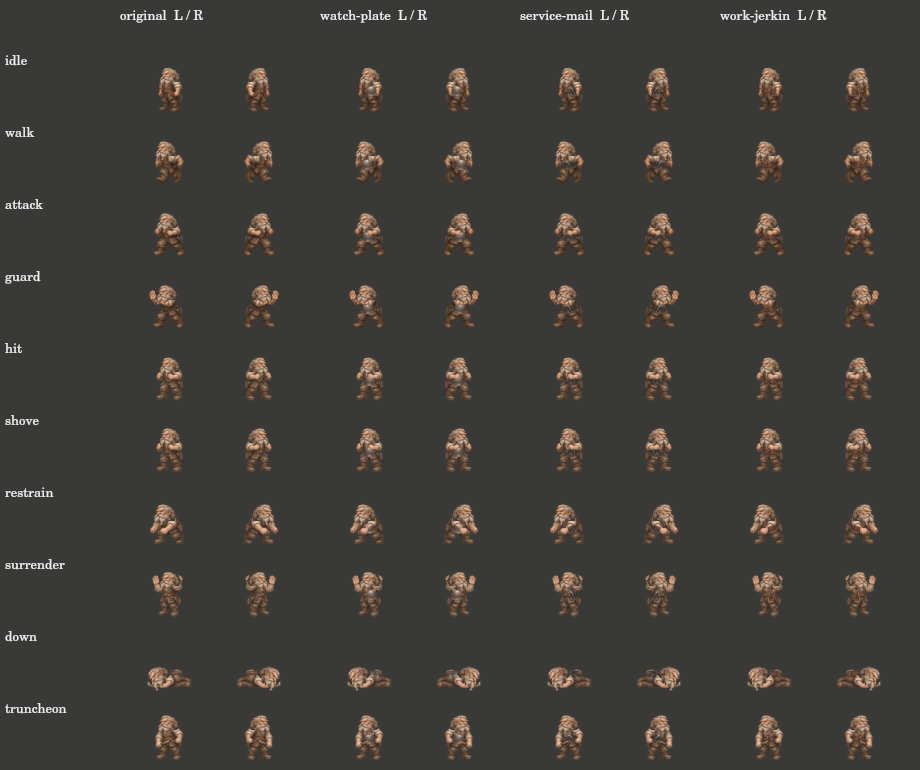 original L / R watch-plate L / R service-mail L / R work-jerkin L / R
idle
walk
attack
guard
hit
shove
restrain
surrender
down
truncheon